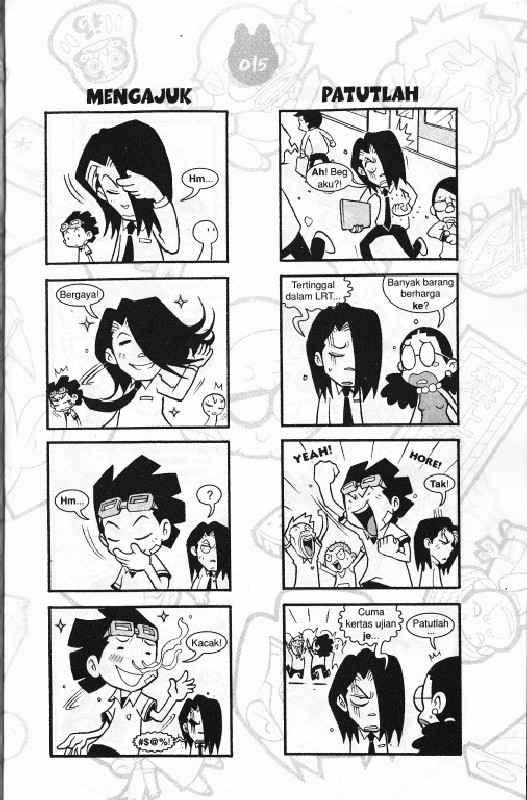 015
MENGAJUK
Hm...
Bergaya!
Hm...
?
Kacak!
#$@%!
PATUTLAH
Ah! Beg
aku?!
Tertinggal
dalam LRT...
Banyak barang
berharga
ke?
YEAH!
HORE!
Tak!
Cuma
kertas ujian
je...
Patutlah
...